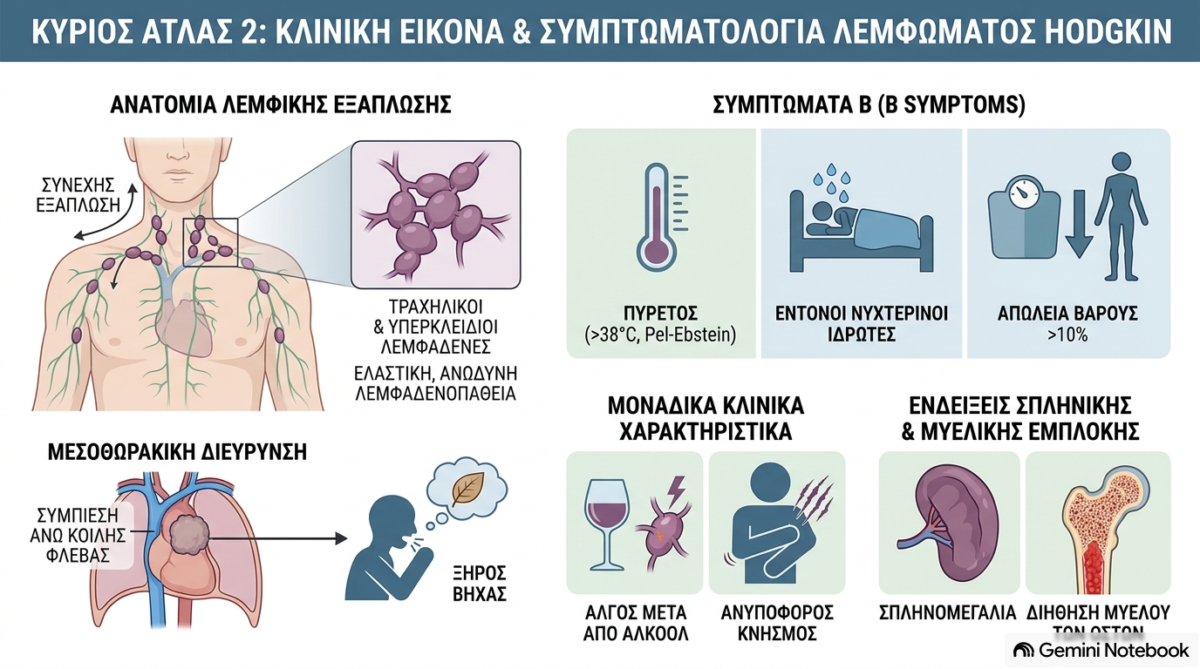 ΚΥΡΙΟΣ ΑΤΛΑΣ 2: ΚΛΙΝΙΚΗ ΕΙΚΟΝΑ & ΣΥΜΠΤΩΜΑΤΟΛΟΓΙΑ ΛΕΜΦΩΜΑΤΟΣ HODGKIN
ΑΝΑΤΟΜΙΑ ΛΕΜΦΙΚΗΣ ΕΞΑΠΛΩΣΗΣ
ΣΥΝΕΧΗΣ
ΕΞΑΠΛΩΣΗ
ΤΡΑΧΗΛΙΚΟΙ
& ΥΠΕΡΚΛΕΙΔΙΟΙ
ΛΕΜΦΑΔΕΝΕΣ
ΕΛΑΣΤΙΚΗ, ΑΝΩΔΥΝΗ
ΛΕΜΦΑΔΕΝΟΠΑΘΕΙΑ
ΜΕΣΟΘΩΡΑΚΙΚΗ ΔΙΕΥΡΥΝΣΗ
ΣΥΜΠΙΕΣΗ
ΑΝΩ ΚΟΙΛΗΣ
ΦΛΕΒΑΣ
ΞΗΡΟΣ
ΒΗΧΑΣ
ΣΥΜΠΤΩΜΑΤΑ Β (B SYMPTOMS)
ΠΥΡΕΤΟΣ
(>38°C, Pel-Ebstein)
ΕΝΤΟΝΟΙ ΝΥΧΤΕΡΙΝΟΙ
ΙΔΡΩΤΕΣ
ΑΠΩΛΕΙΑ ΒΑΡΟΥΣ
>10%
ΜΟΝΑΔΙΚΑ ΚΛΙΝΙΚΑ
ΧΑΡΑΚΤΗΡΙΣΤΙΚΑ
ΑΛΓΟΣ ΜΕΤΑ
ΑΠΟ ΑΛΚΟΟΛ
ΑΝΥΠΟΦΟΡΟΣ
ΚΝΗΣΜΟΣ
ΕΝΔΕΙΞΕΙΣ ΣΠΛΗΝΙΚΗΣ
& ΜΥΕΛΙΚΗΣ ΕΜΠΛΟΚΗΣ
ΣΠΛΗΝΟΜΕΓΑΛΙΑ
ΔΙΗΘΗΣΗ ΜΥΕΛΟΥ
ΤΩΝ ΟΣΤΩΝ
Gemini Notebook